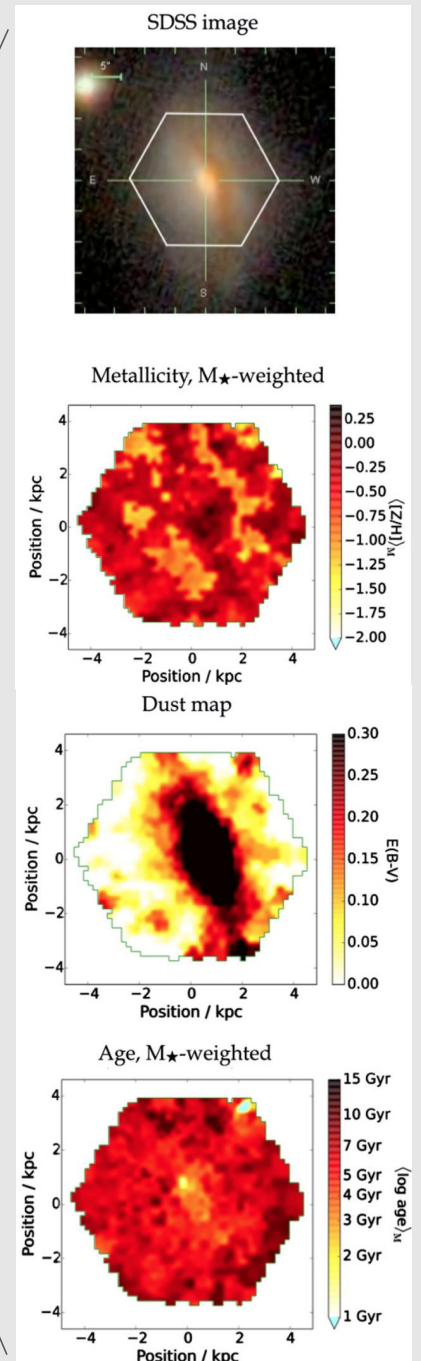 SDSS image
5"
N
E
W
S
Metallicity, M★-weighted
4
2
0
−2
−4
Position / kpc
−4 −2 0 2 4
Position / kpc
0.25
0.00
−0.25
−0.50
−0.75
−1.00
−1.25
−1.50
−1.75
−2.00
⟨[Z/H]⟩M
Dust map
4
2
0
−2
−4
Position / kpc
−4 −2 0 2 4
Position / kpc
0.30
0.25
0.20
0.15
0.10
0.05
0.00
E(B-V)
Age, M★-weighted
4
2
0
−2
−4
Position / kpc
−4 −2 0 2 4
Position / kpc
15 Gyr
10 Gyr
7 Gyr
5 Gyr
4 Gyr
3 Gyr
2 Gyr
1 Gyr
⟨log age⟩M